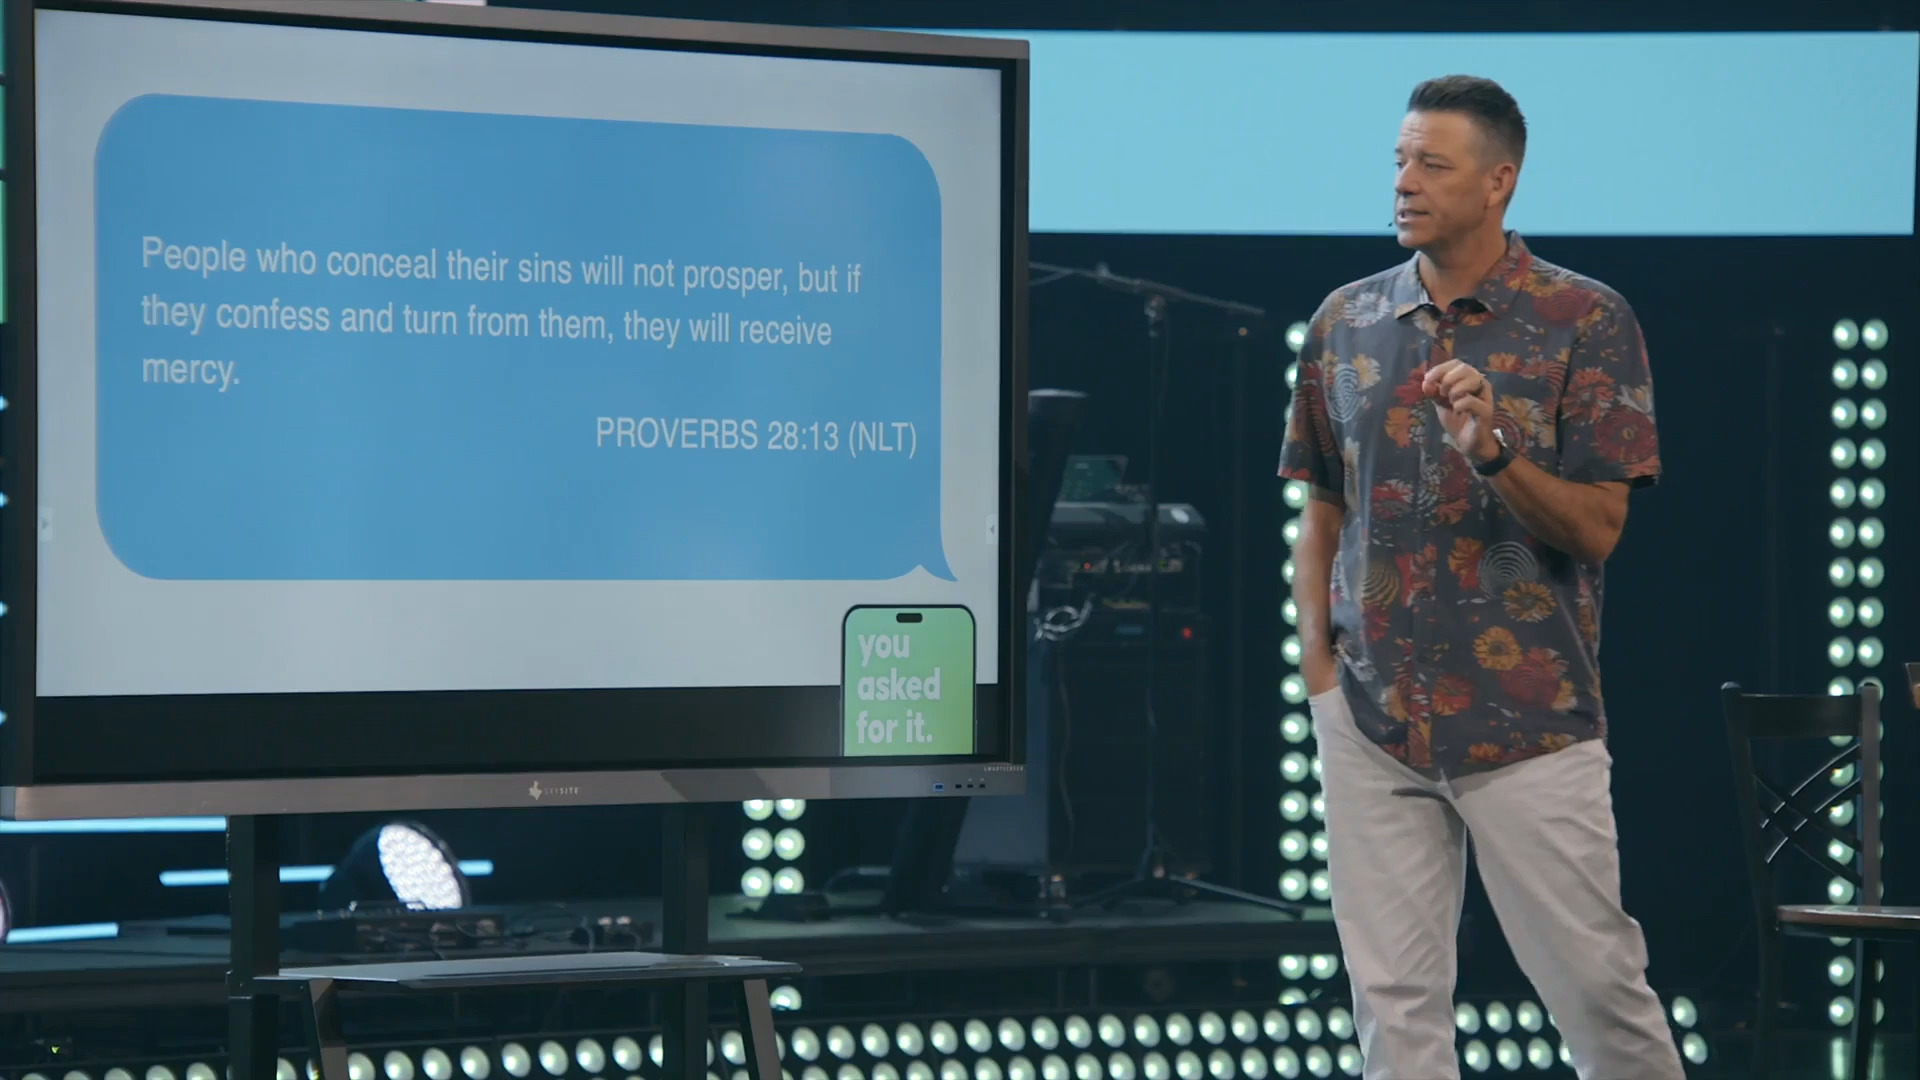 People who conceal their sins will not prosper, but if
they confess and turn from them, they will receive
mercy.
PROVERBS 28:13 (NLT)
you
asked
for it.